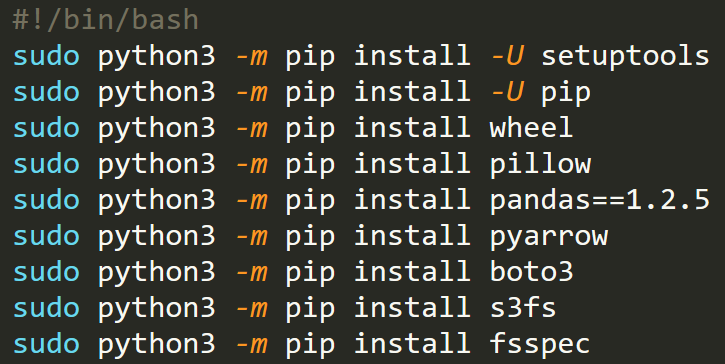 #!/bin/bash
sudo python3 -m pip install -U setuptools
sudo python3 -m pip install -U pip
sudo python3 -m pip install wheel
sudo python3 -m pip install pillow
sudo python3 -m pip install pandas==1.2.5
sudo python3 -m pip install pyarrow
sudo python3 -m pip install boto3
sudo python3 -m pip install s3fs
sudo python3 -m pip install fsspec